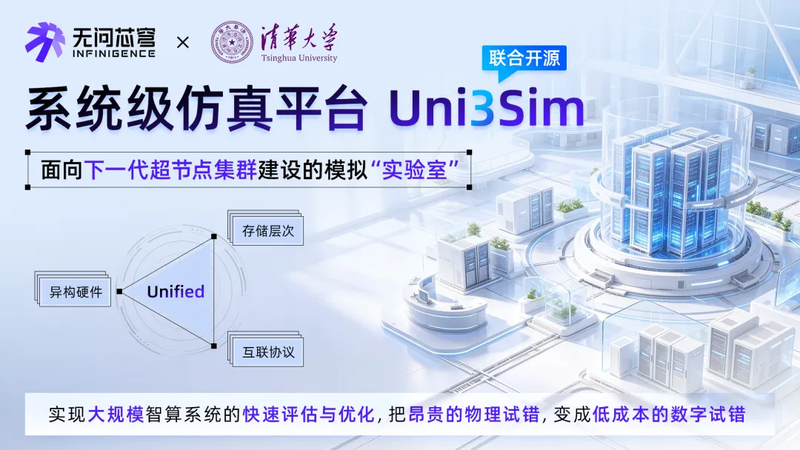 无问芯穹
INFINIGENCE
×
清華大学
Tsinghua University
联合开源
系统级仿真平台 Uni3Sim
面向下一代超节点集群建设的模拟“实验室”
存储层次
异构硬件
Unified
互联协议
实现大规模智算系统的快速评估与优化, 把昂贵的物理试错, 变成低成本的数字试错